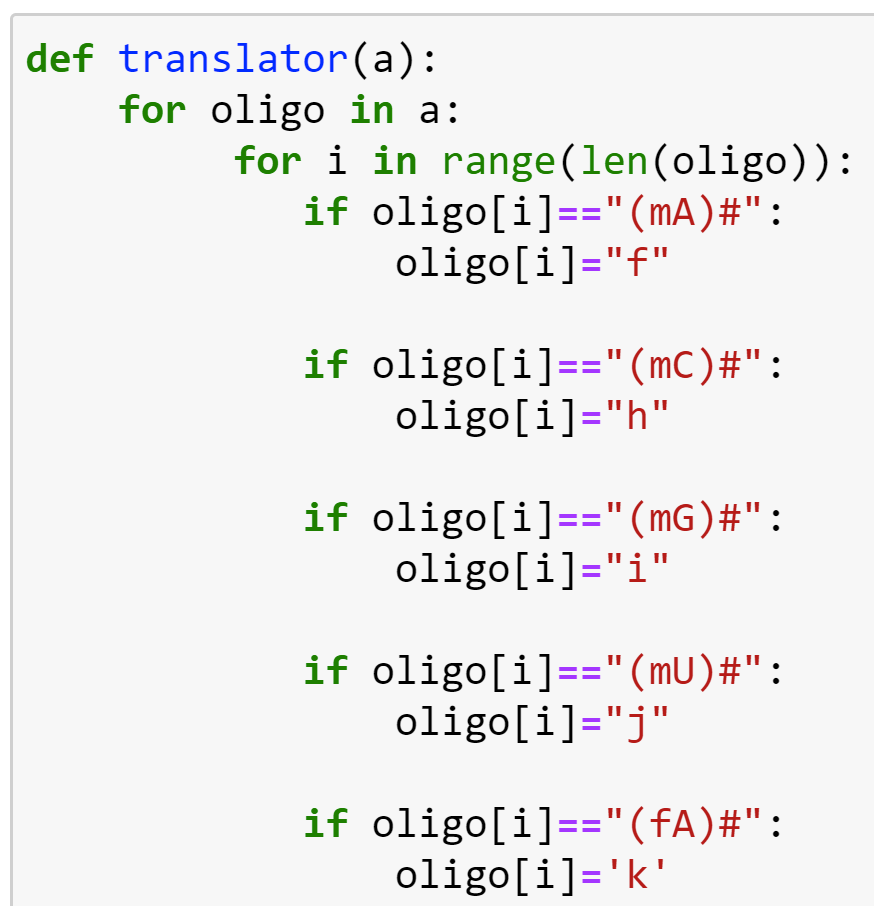 def translator(a):
    for oligo in a:
         for i in range(len(oligo)):
            if oligo[i]=="(mA)#":
                oligo[i]="f"

            if oligo[i]=="(mC)#":
                oligo[i]="h"

            if oligo[i]=="(mG)#":
                oligo[i]="i"

            if oligo[i]=="(mU)#":
                oligo[i]="j"

            if oligo[i]=="(fA)#":
                oligo[i]='k'